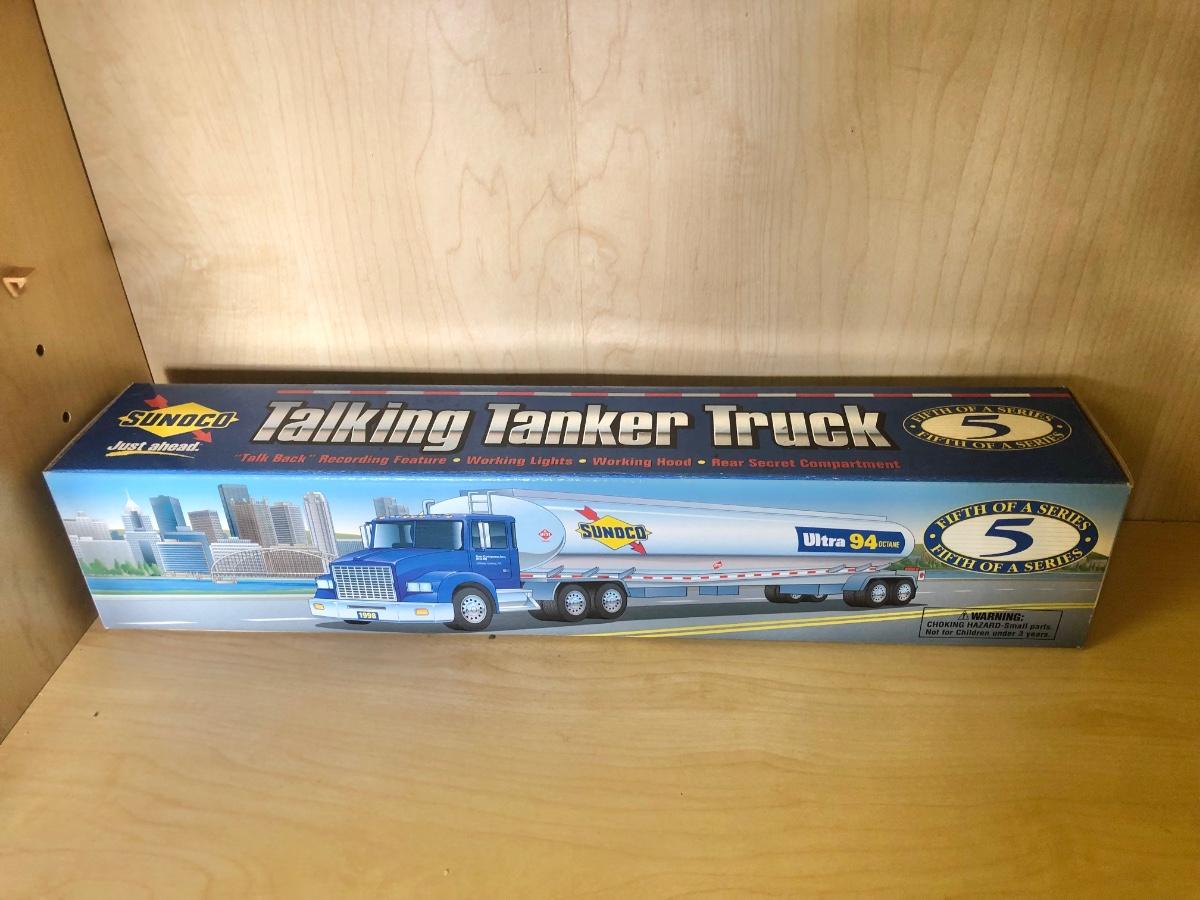 SUNOCO
Just ahead.
Talking Tanker Truck
"Talk Back" Recording Feature • Working Lights • Working Hood • Rear Secret Compartment
FIFTH OF A SERIES
5
FIFTH OF A SERIES
SUNOCO
Ultra 94 OCTANE
1998
FIFTH OF A SERIES
5
FIFTH OF A SERIES
⚠ WARNING:
CHOKING HAZARD-Small parts.
Not for Children under 3 years.